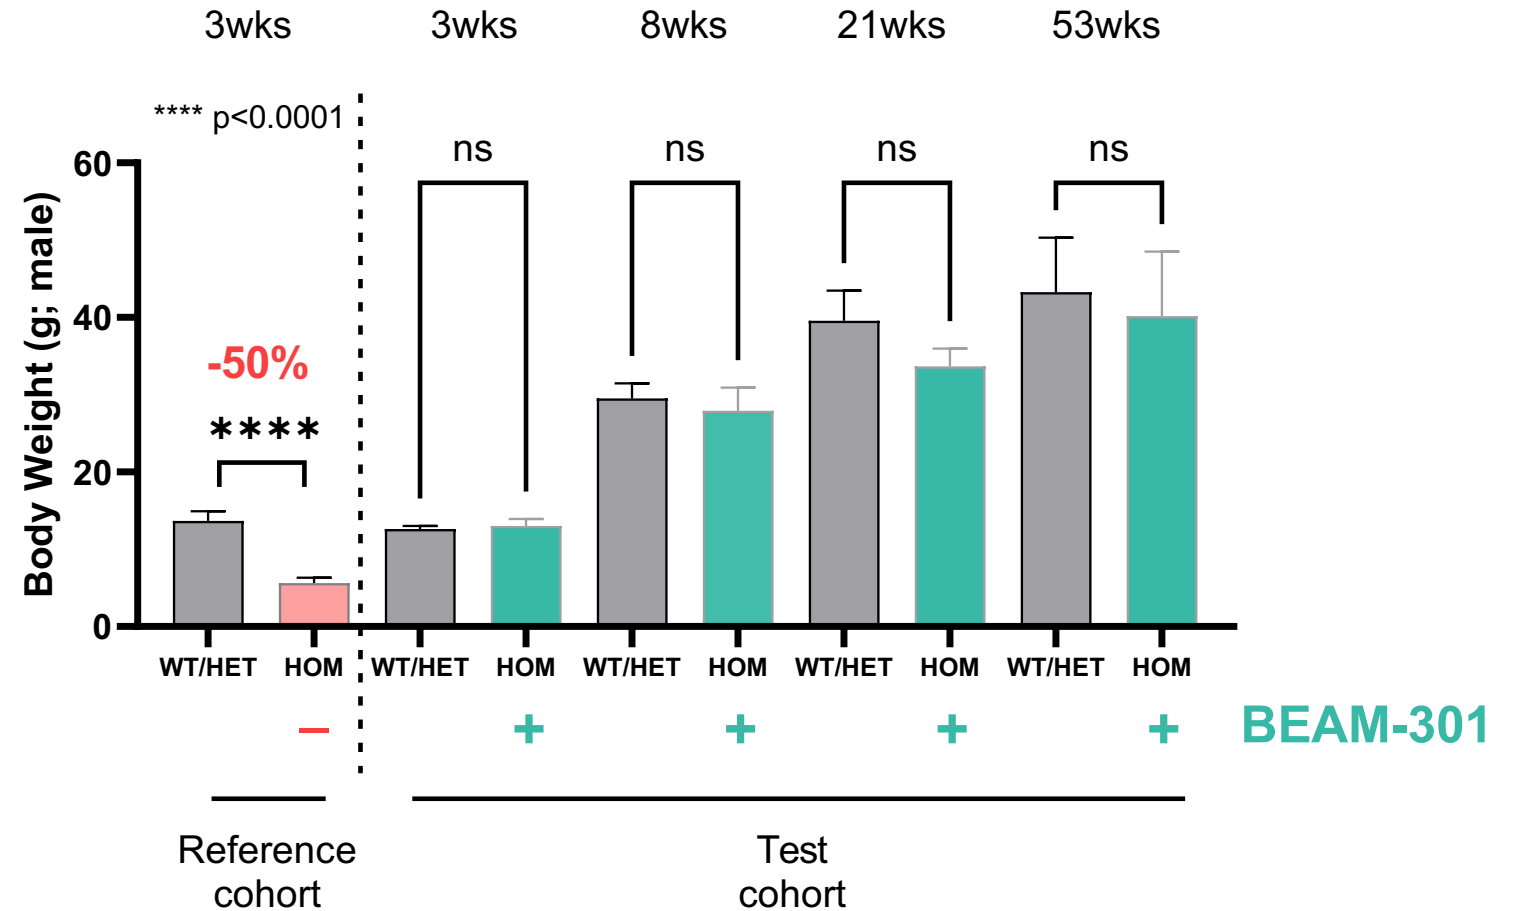 3wks 3wks 8wks 21wks 53wks
**** p<0.0001
ns ns ns ns
Body Weight (g; male)
60
40
20
0
-50%
****
WT/HET HOM WT/HET HOM WT/HET HOM WT/HET HOM WT/HET HOM
– + + + + BEAM-301
Reference
cohort
Test
cohort